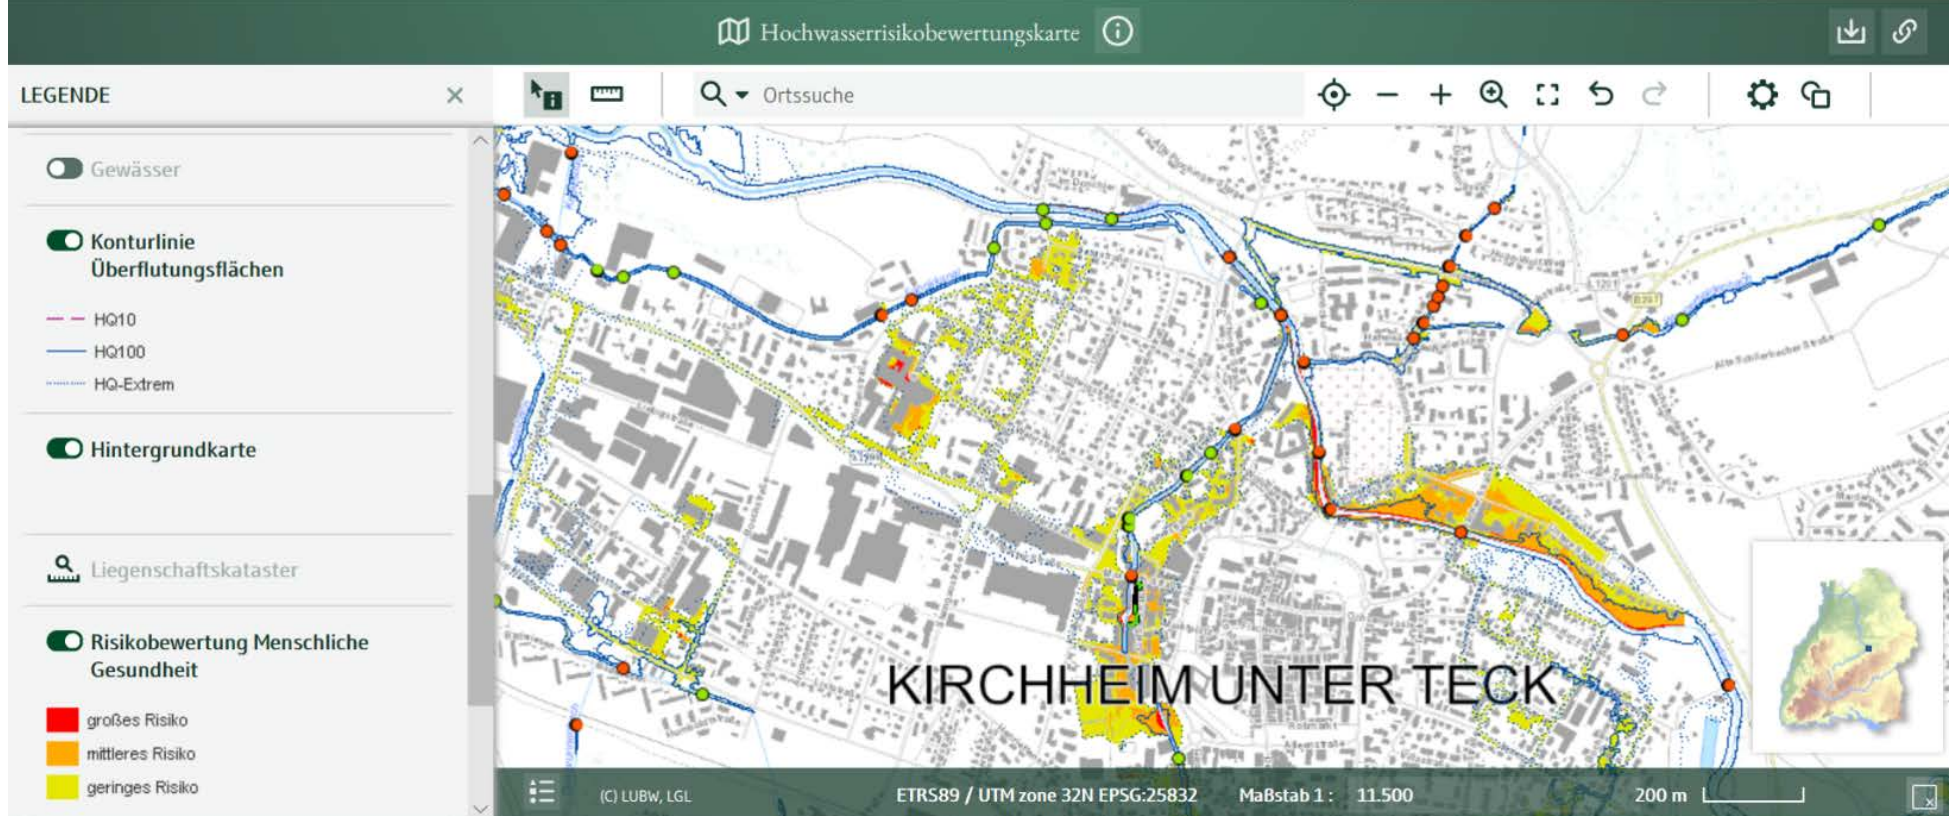 Hochwasserrisikobewertungskarte
LEGENDE
Ortssuche
Gewässer
Konturlinie
Überflutungsflächen
HQ10
HQ100
HQ-Extrem
Hintergrundkarte
Liegenschaftskataster
Risikobewertung Menschliche
Gesundheit
großes Risiko
mittleres Risiko
geringes Risiko
KIRCHHEIM UNTER TECK
(C) LUBW, LGL
ETRS89 / UTM zone 32N EPSG:25832
Maßstab 1 : 11.500
200 m